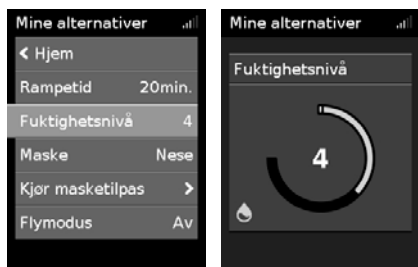 Mine alternativer
Hjem
Rampetid 20min.
Fuktighetsnivå 4
Maske Nese
Kjør masketilpas
Flymodus Av
Mine alternativer
Fuktighetsnivå
4